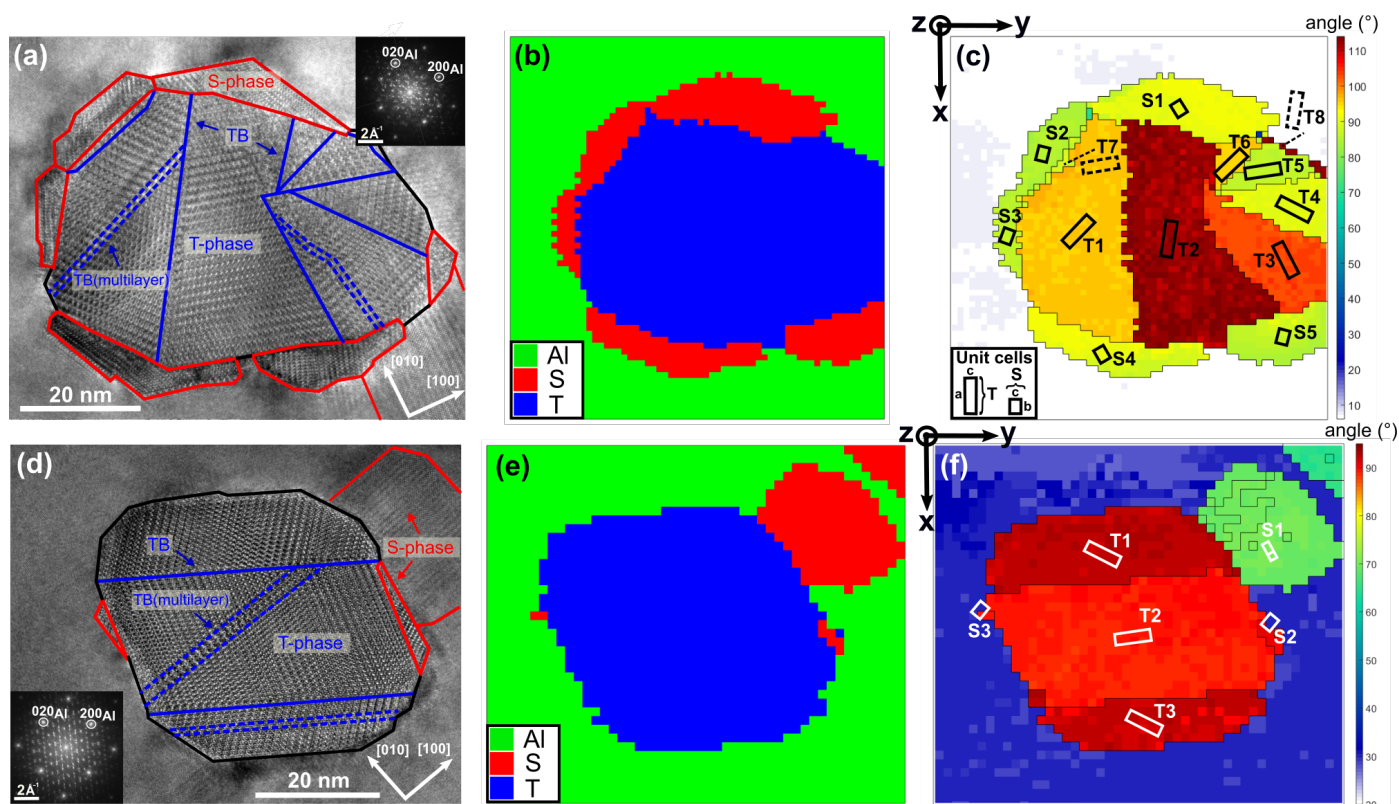 (a)
020Al
200Al
2Å⁻¹
S-phase
TB
T-phase
TB(multilayer)
[010]
[100]
20 nm
(b)
Al
S
T
z
y
x
(c)
angle (°)
110
100
90
80
70
60
50
40
30
20
10
S1
S2
S3
S4
S5
T1
T2
T3
T4
T5
T6
T7
T8
Unit cells
c
a
T
S
c
b
(d)
TB
S-phase
TB(multilayer)
T-phase
020Al
200Al
2Å⁻¹
[010]
[100]
20 nm
(e)
Al
S
T
z
y
x
(f)
angle (°)
90
80
70
60
50
40
30
20
T1
S1
T2
S3
S2
T3